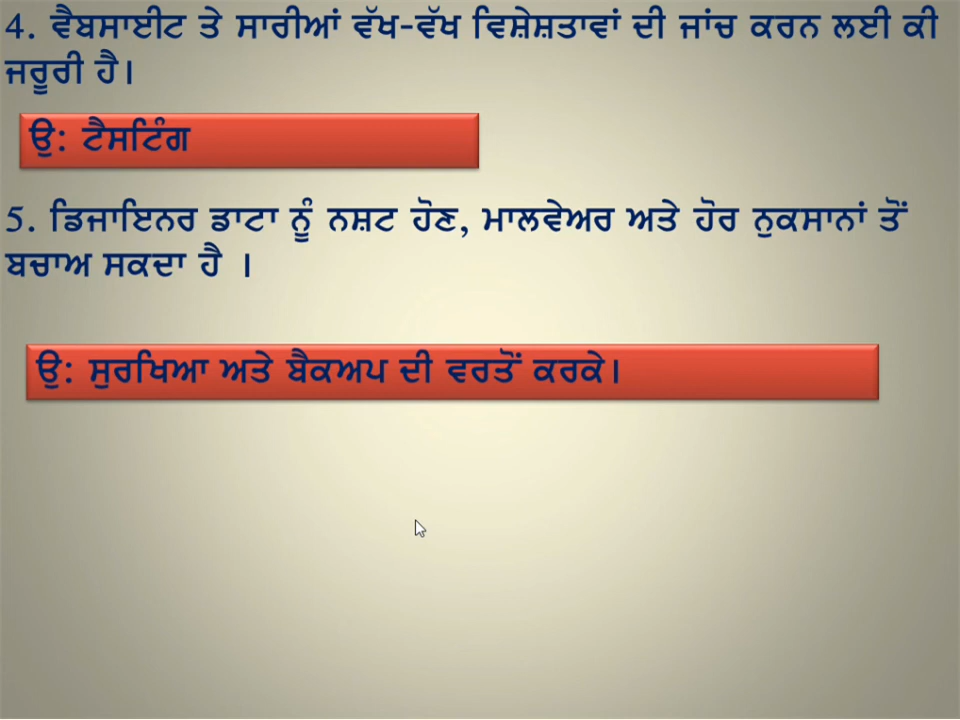 4. ਵੈਬਸਾਈਟ ਤੇ ਸਾਰੀਆਂ ਵੱਖ-ਵੱਖ ਵਿਸ਼ੇਸ਼ਤਾਵਾਂ ਦੀ ਜਾਂਚ ਕਰਨ ਲਈ ਕੀ
ਜਰੂਰੀ ਹੈ।
ਉ: ਟੈਸਟਿੰਗ
5. ਡਿਜਾਇਨਰ ਡਾਟਾ ਨੂੰ ਨਸ਼ਟ ਹੋਣ, ਮਾਲਵੇਅਰ ਅਤੇ ਹੋਰ ਨੁਕਸਾਨਾਂ ਤੋਂ
ਬਚਾਅ ਸਕਦਾ ਹੈ ।
ਉ: ਸੁਰਖਿਆ ਅਤੇ ਬੈਕਅਪ ਦੀ ਵਰਤੋਂ ਕਰਕੇ।